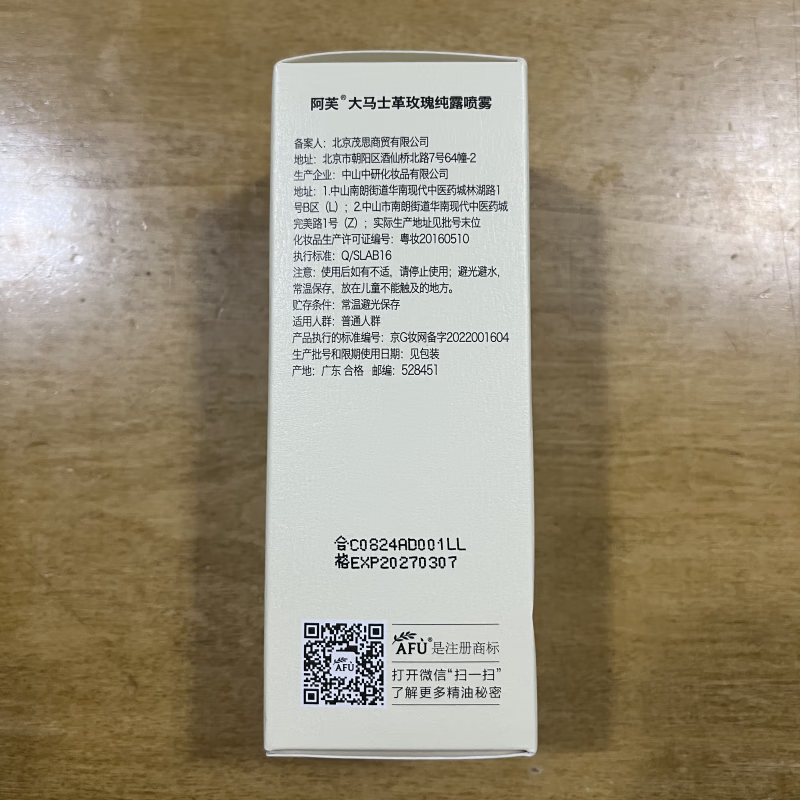 阿芙®大马士革玫瑰纯露喷雾
备案人：北京茂思商贸有限公司
地址：北京市朝阳区酒仙桥北路7号64幢-2
生产企业：中山中研化妆品有限公司
地址：1.中山南朗街道华南现代中医药城林湖路1
号B区（L）；2.中山市南朗街道华南现代中医药城
完美路1号（Z）；实际生产地址见批号末位
化妆品生产许可证编号：粤妆20160510
执行标准：Q/SLAB16
注意：使用后如有不适，请停止使用；避光避水，
常温保存，放在儿童不能触及的地方。
贮存条件：常温避光保存
适用人群：普通人群
产品执行的标准编号：京G妆网备字2022001604
生产批号和限期使用日期：见包装
产地：广东 合格 邮编：528451
合C0824AD001LL
格EXP20270307
AFU
AFU®是注册商标
打开微信“扫一扫”
了解更多精油秘密